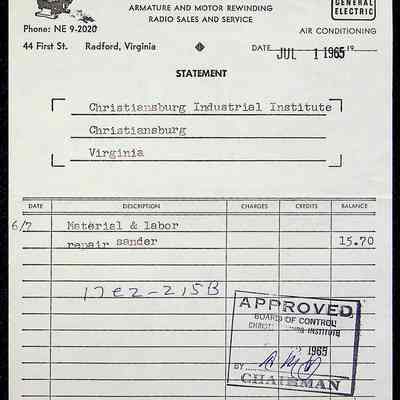 ARMATURE AND MOTOR REWINDING
RADIO SALES AND SERVICE
GENERAL
ELECTRIC
Phone: NE 9-2020
AIR CONDITIONING
44 First St. Radford, Virginia
DATE JUL 1 1965 19
STATEMENT
Christiansburg Industrial Institute
Christiansburg
Virginia
DATE DESCRIPTION CHARGES CREDITS BALANCE
6/7 Material & labor
repair sander 15.70
17e2-215B
APPROVED
BOARD OF CONTROL
INSTITUTE
2 1965
BY
CHAIRMAN